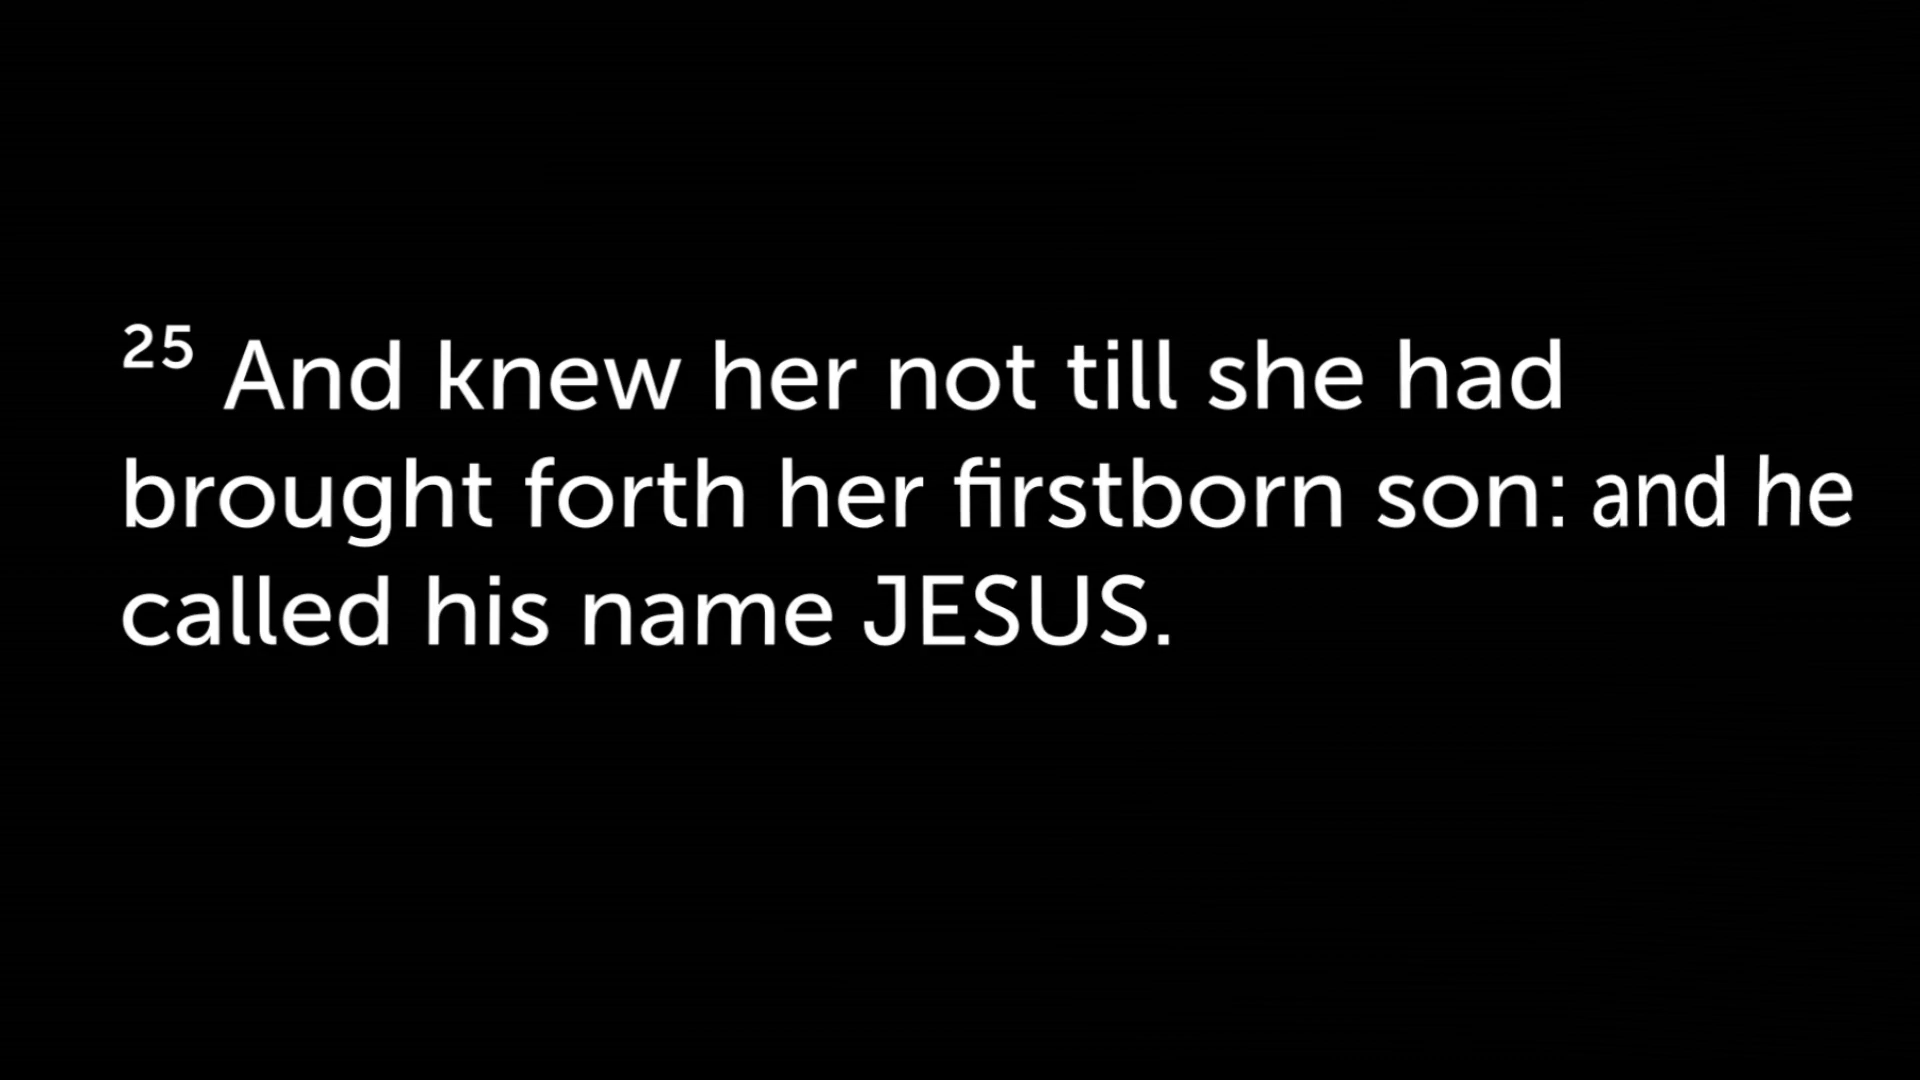 25 And knew her not till she had
brought forth her firstborn son: and he
called his name JESUS.